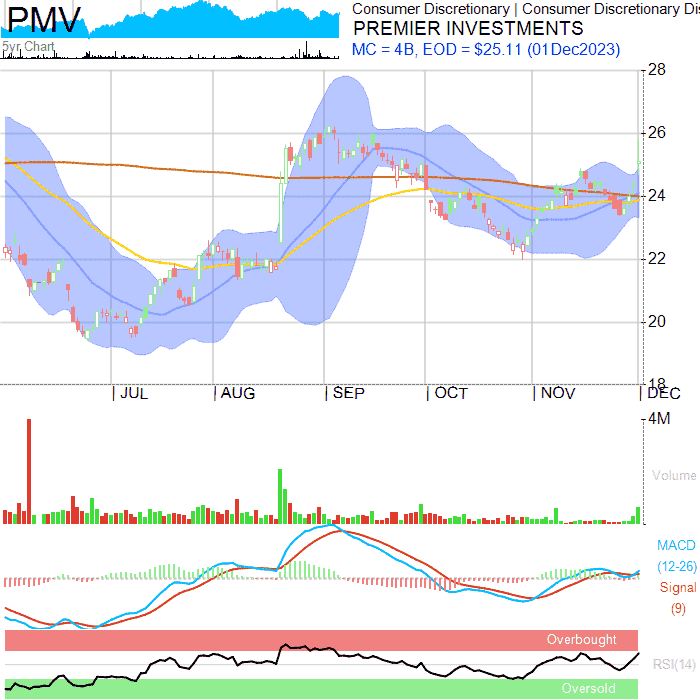 PMV
5yr Chart
Consumer Discretionary | Consumer Discretionary Dis
PREMIER INVESTMENTS
MC = 4B, EOD = $25.11 (01Dec2023)
28
26
24
22
20
18
| JUL | AUG | SEP | OCT | NOV | DEC
4M
Volume
MACD
(12-26)
Signal
(9)
Overbought
RSI(14)
Oversold